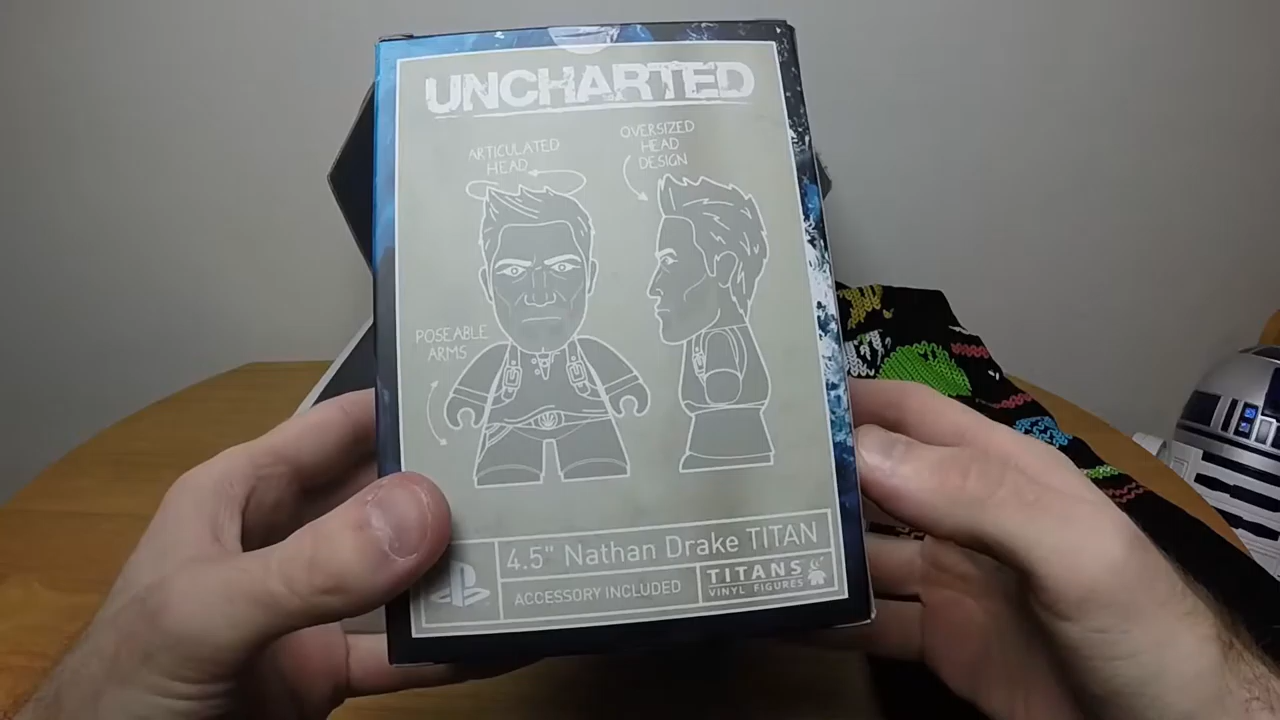 UNCHARTED
ARTICULATED
HEAD
OVERSIZED
HEAD
DESIGN
POSEABLE
ARMS
4.5" Nathan Drake TITAN
ACCESSORY INCLUDED
TITANS
VINYL FIGURES